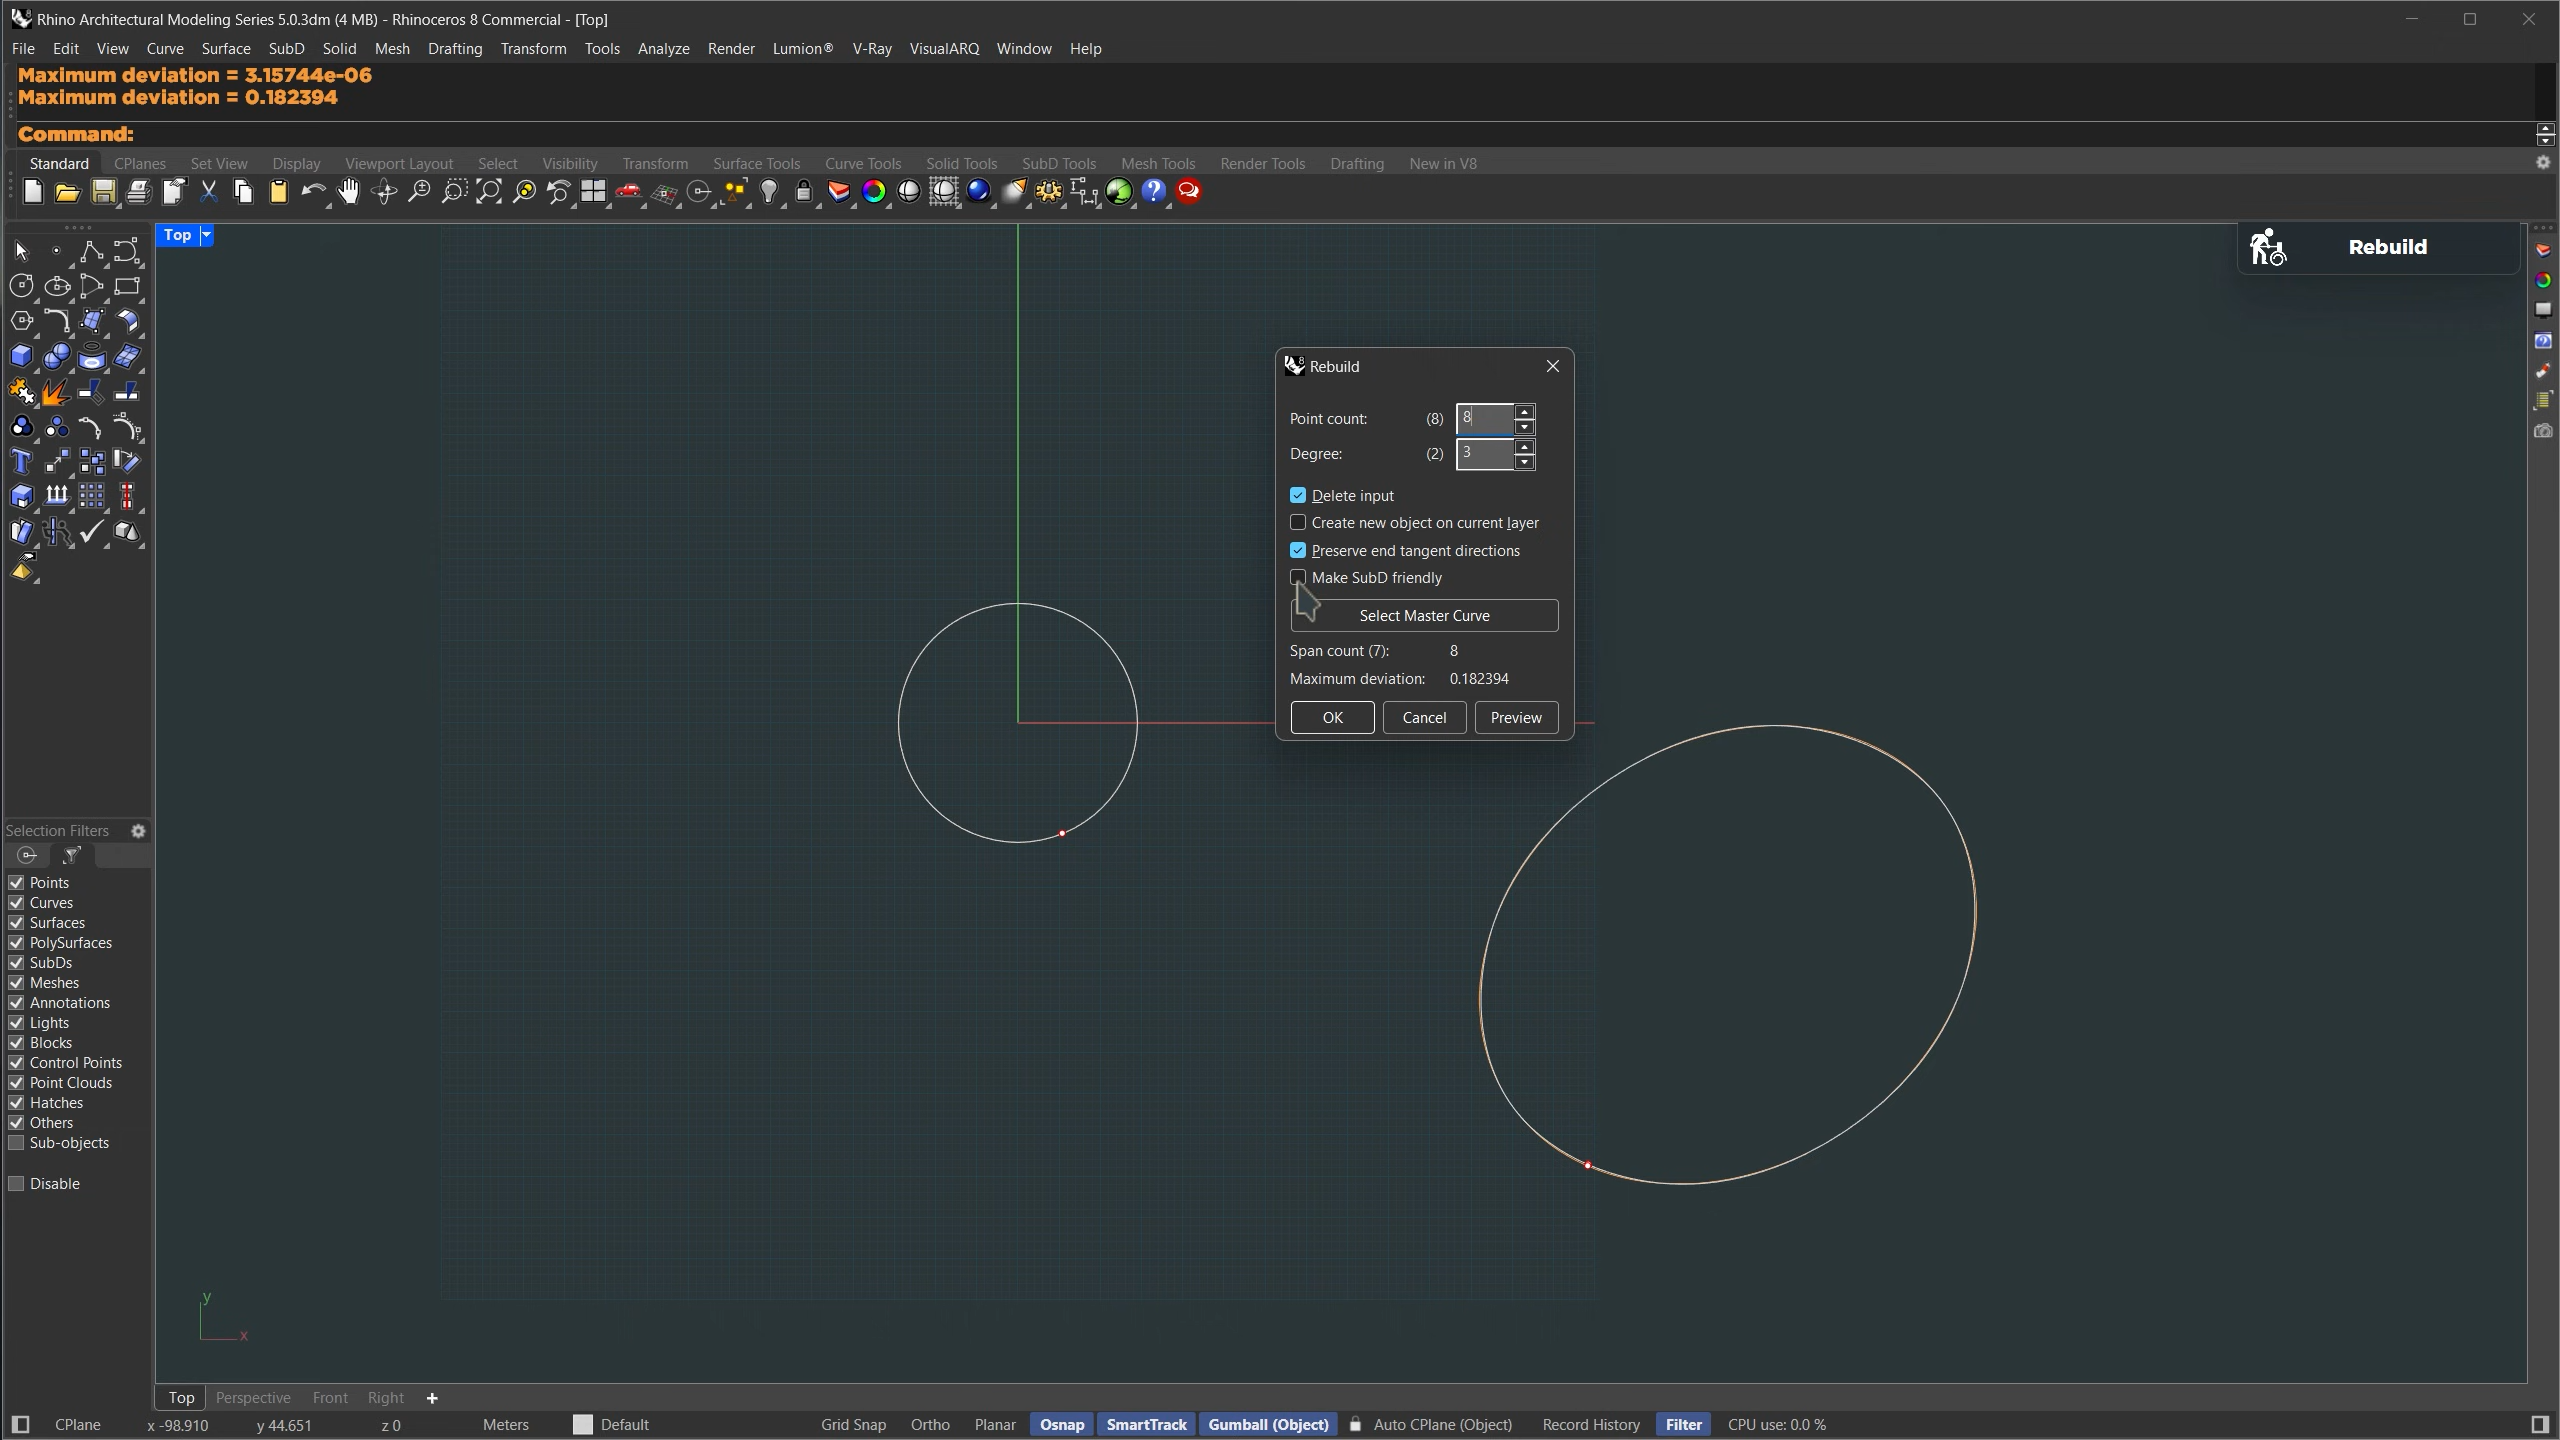 Rhino Architectural Modeling Series 5.0.3dm (4 MB) - Rhinoceros 8 Commercial - [Top]
File Edit View Curve Surface SubD Solid Mesh Drafting Transform Tools Analyze Render Lumion® V-Ray VisualARQ Window Help
Maximum deviation = 3.15744e-06
Maximum deviation = 0.182394
Command:
Standard CPlanes Set View Display Viewport Layout Select Visibility Transform Surface Tools Curve Tools Solid Tools SubD Tools Mesh Tools Render Tools Drafting New in V8
Top
Rebuild
Rebuild
Point count: (8) 8
Degree: (2) 3
Delete input
Create new object on current layer
Preserve end tangent directions
Make SubD friendly
Select Master Curve
Span count (7): 8
Maximum deviation: 0.182394
OK Cancel Preview
Selection Filters
Points
Curves
Surfaces
PolySurfaces
SubDs
Meshes
Annotations
Lights
Blocks
Control Points
Point Clouds
Hatches
Others
Sub-objects
Disable
y
x
Top Perspective Front Right +
CPlane x -98.910 y 44.651 z 0 Meters Default Grid Snap Ortho Planar Osnap SmartTrack Gumball (Object) Auto CPlane (Object) Record History Filter CPU use: 0.0 %